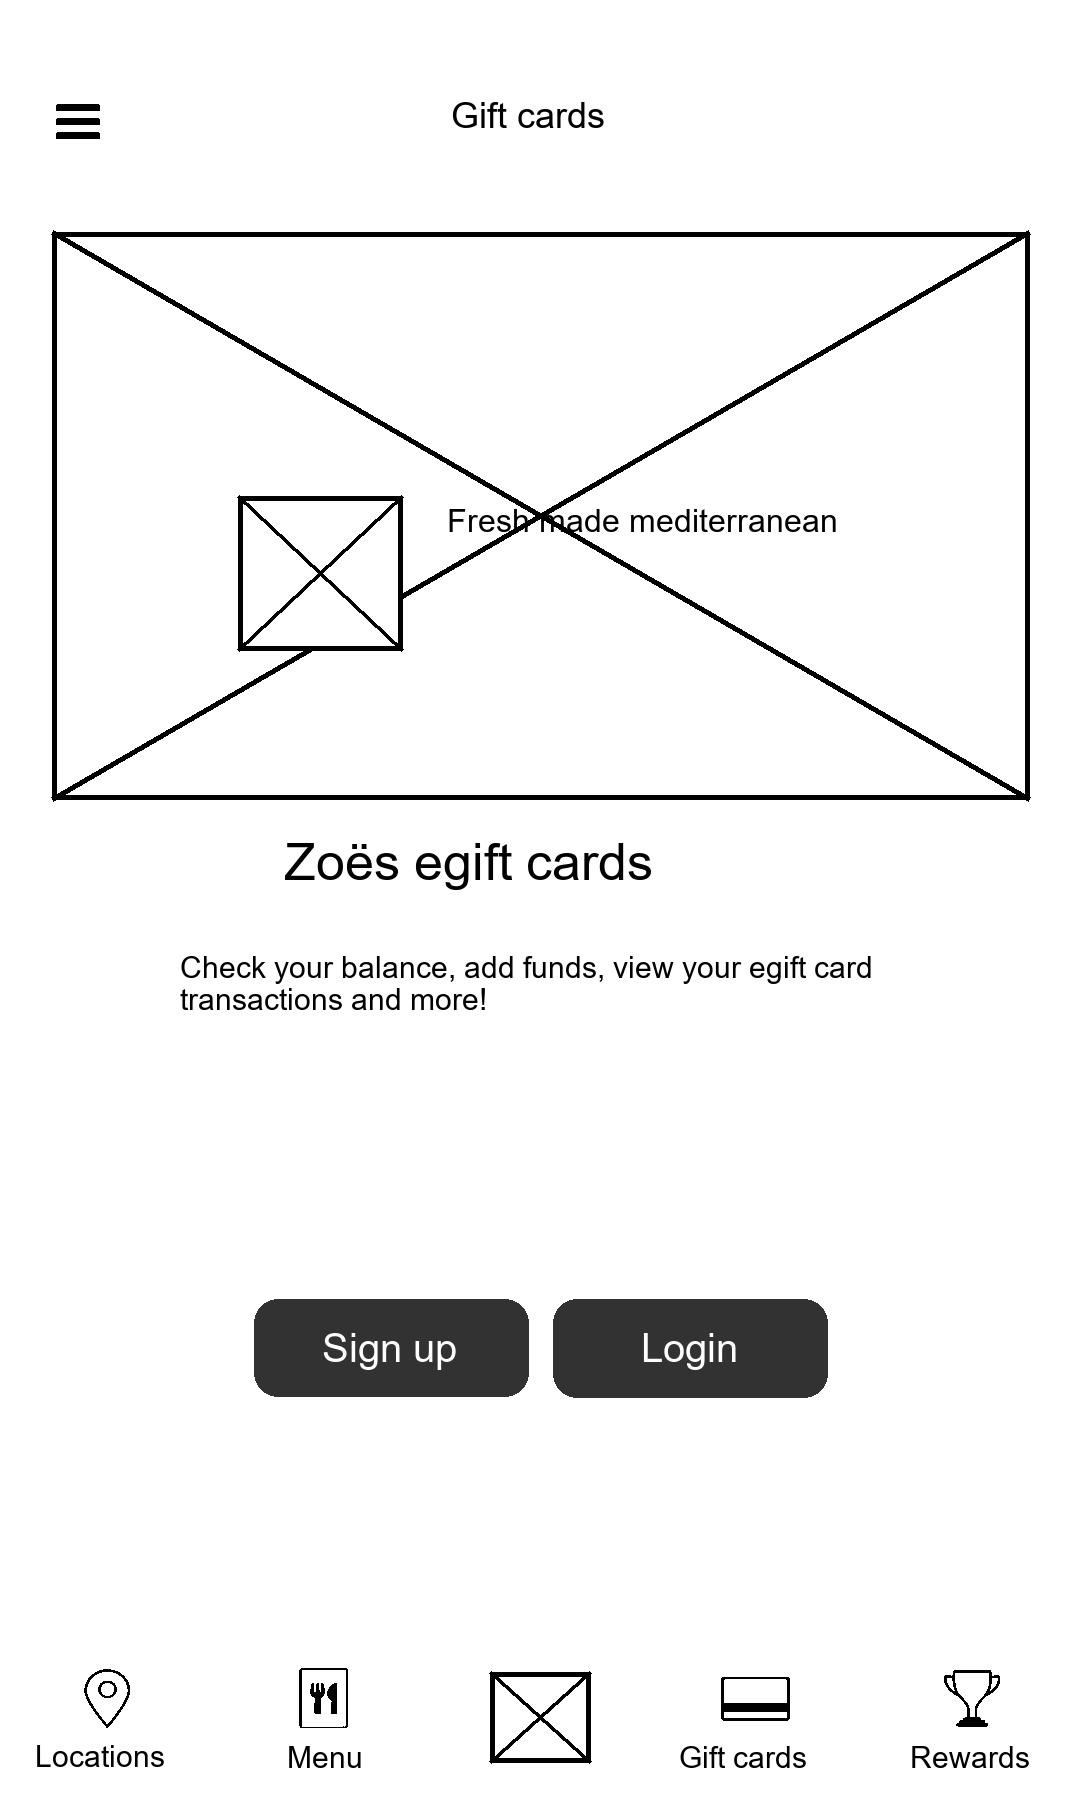 Gift cards
Fresh made mediterranean
Zoës egift cards
Check your balance, add funds, view your egift card
transactions and more!
Sign up
Login
Locations
Menu
Gift cards
Rewards